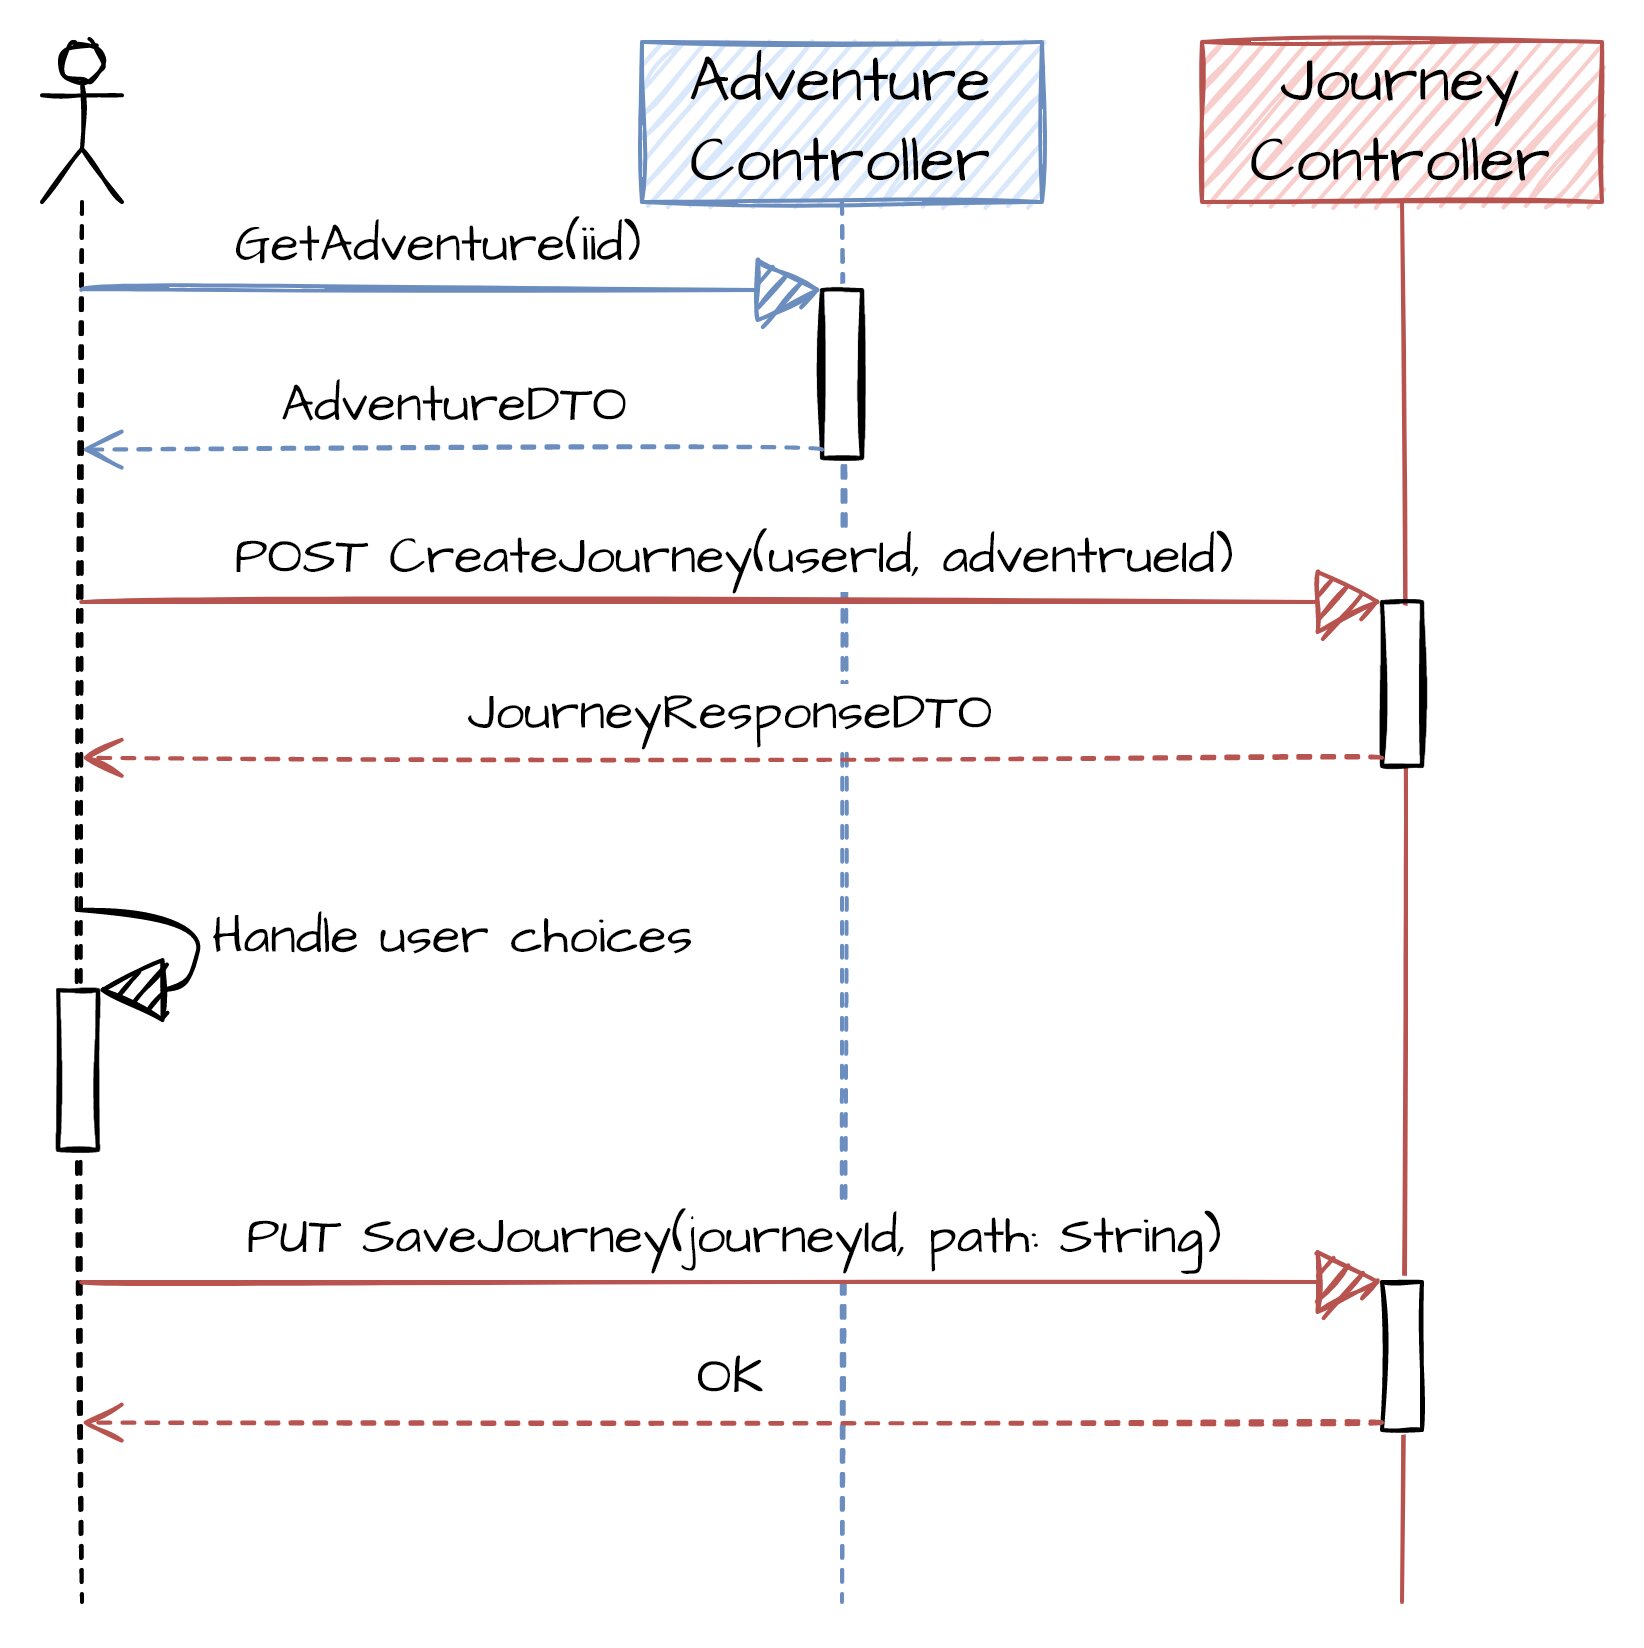 Adventure
Controller
Journey
Controller
GetAdventure(iid)
AdventureDTO
POST CreateJourney(userId, adventrueId)
JourneyResponseDTO
Handle user choices
PUT SaveJourney(journeyId, path: String)
OK